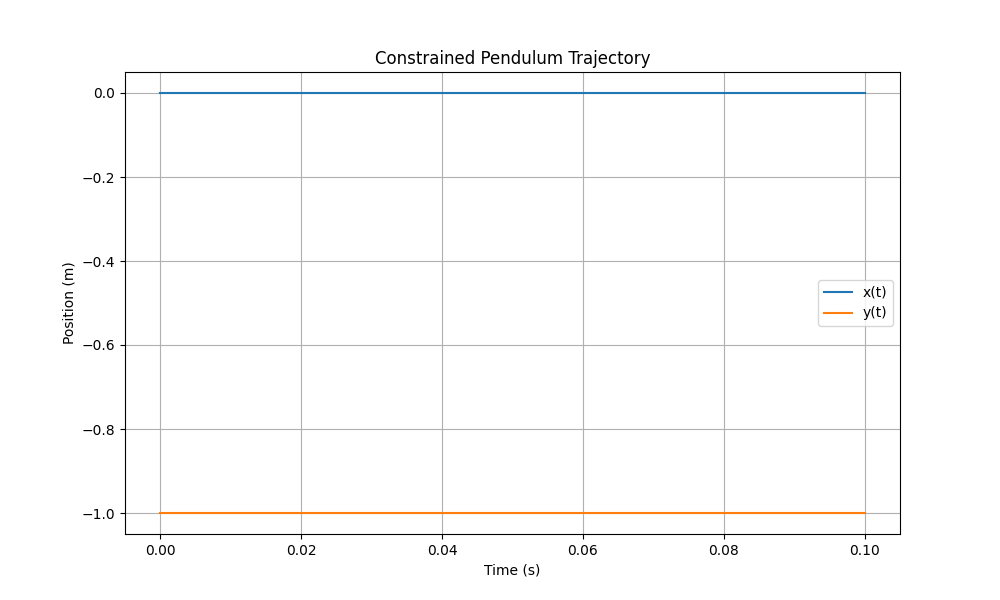 Constrained Pendulum Trajectory
Position (m)
0.0
−0.2
−0.4
−0.6
−0.8
−1.0
x(t)
y(t)
0.00 0.02 0.04 0.06 0.08 0.10
Time (s)